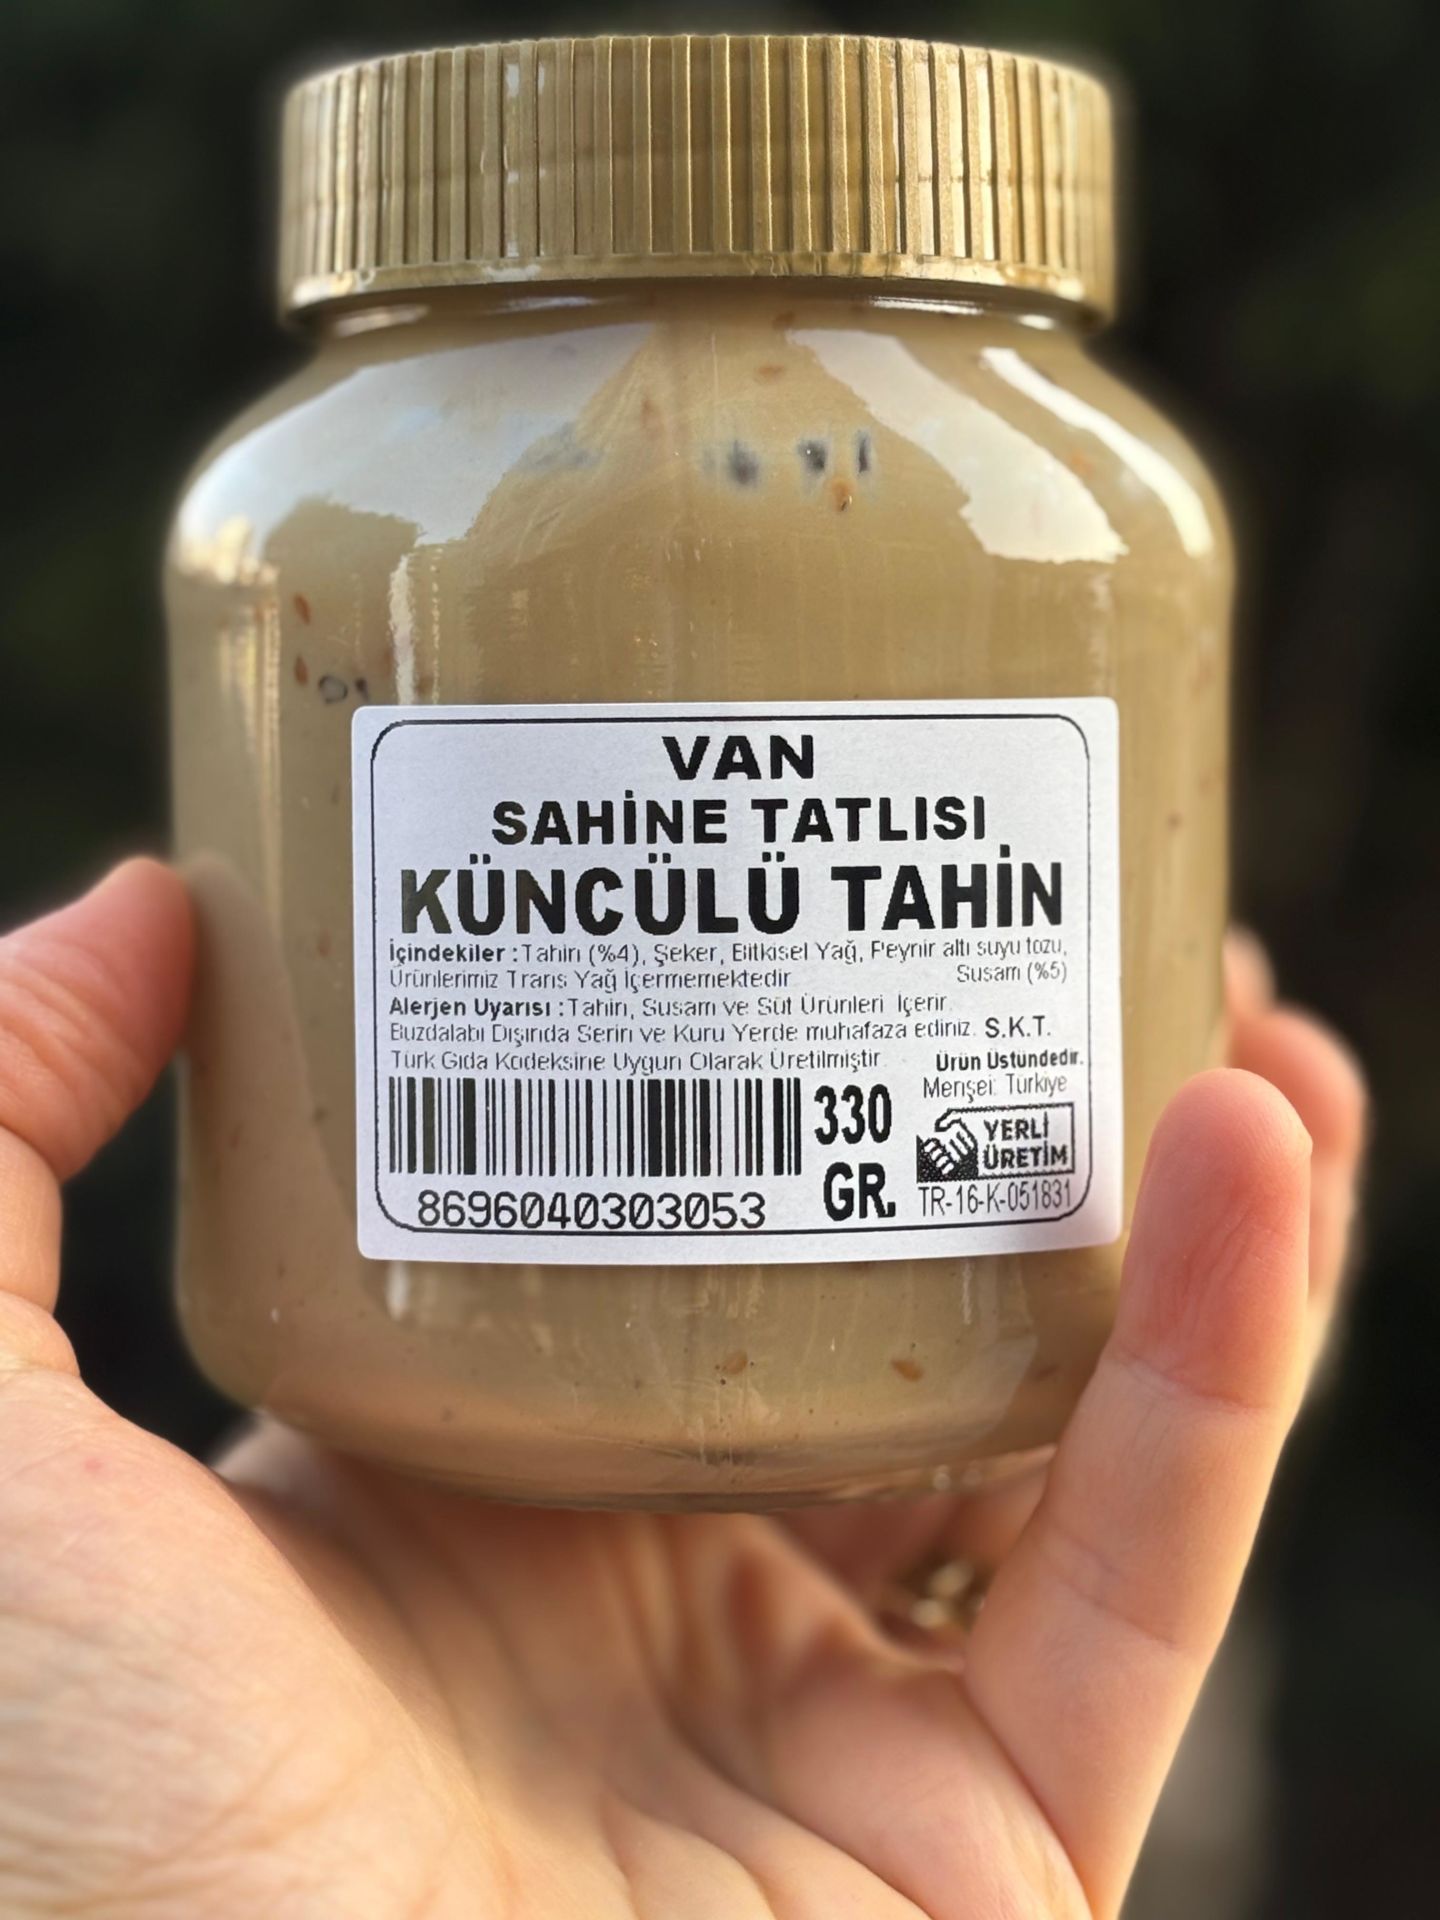 VAN
SAHİNE TATLISI
KÜNCÜLÜ TAHİN
İçindekiler : Tahin (%4), Şeker, Bitkisel Yağ, Peynir altı suyu tozu,
Ürünlerimiz Trans Yağ İçermemektedir Susam (%5)
Alerjen Uyarısı : Tahin, Susam ve Süt Ürünleri İçerir.
Buzdalabı Dışında Serin ve Kuru Yerde muhafaza ediniz. S.K.T.
Türk Gıda Kodeksine Uygun Olarak Üretilmiştir. Ürün Üstündedir.
Menşei: Türkiye
330
GR.
YERLİ
ÜRETİM
8696040303053
TR-16-K-051831